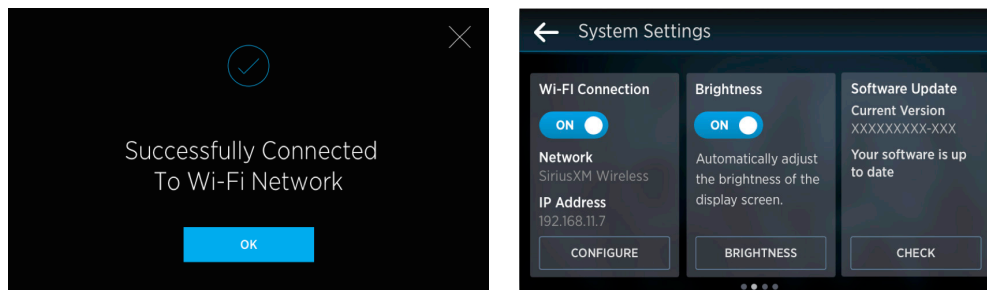 Successfully Connected
To Wi-Fi Network
OK
System Settings
Wi-FI Connection
ON
Network
SiriusXM Wireless
IP Address
192.168.11.7
CONFIGURE
Brightness
ON
Automatically adjust
the brightness of the
display screen.
BRIGHTNESS
Software Update
Current Version
XXXXXXXXX-XXX
Your software is up
to date
CHECK